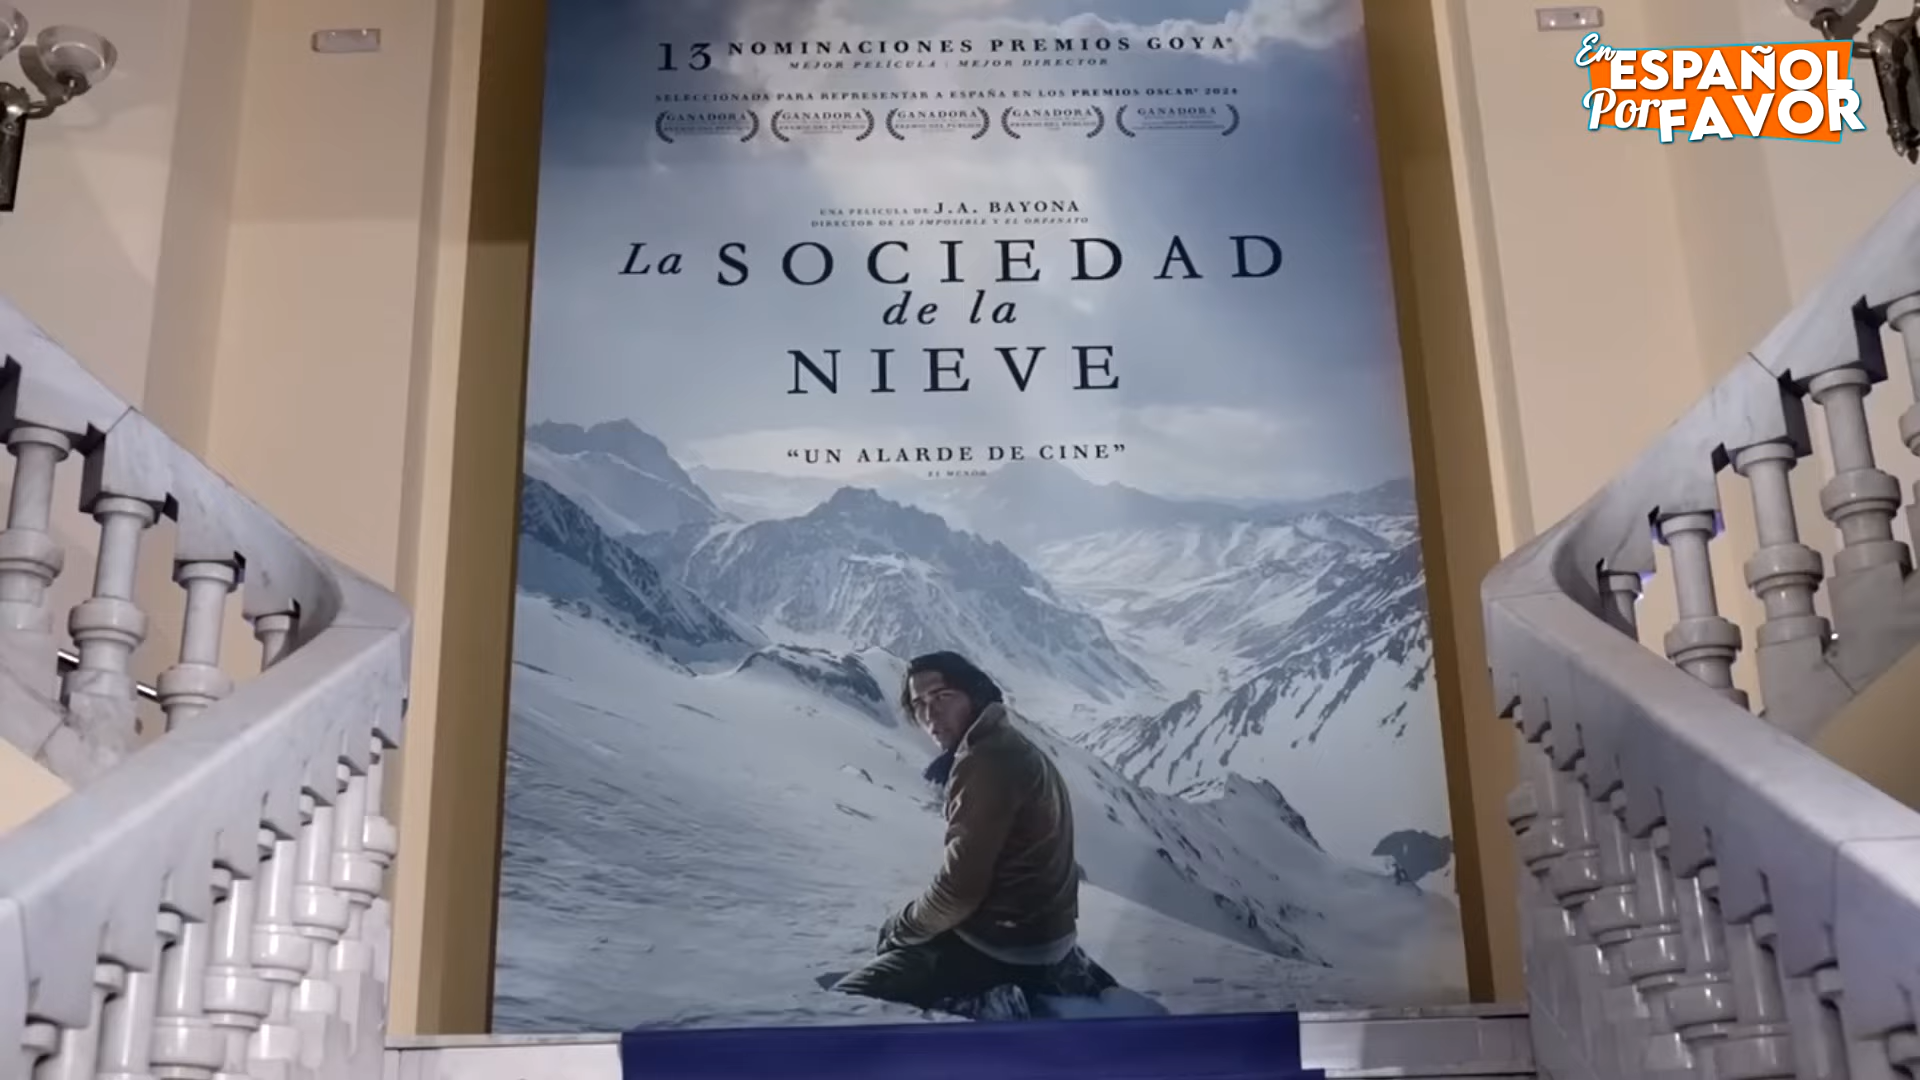 13 NOMINACIONES PREMIOS GOYA®
MEJOR PELÍCULA | MEJOR DIRECTOR
SELECCIONADA PARA REPRESENTAR A ESPAÑA EN LOS PREMIOS OSCAR® 2024
GANADORA GANADORA GANADORA GANADORA GANADORA
UNA PELÍCULA DE J.A. BAYONA
DIRECTOR DE LO IMPOSIBLE Y EL ORFANATO
La SOCIEDAD
de la
NIEVE
“UN ALARDE DE CINE”
En
ESPAÑOL
Por FAVOR